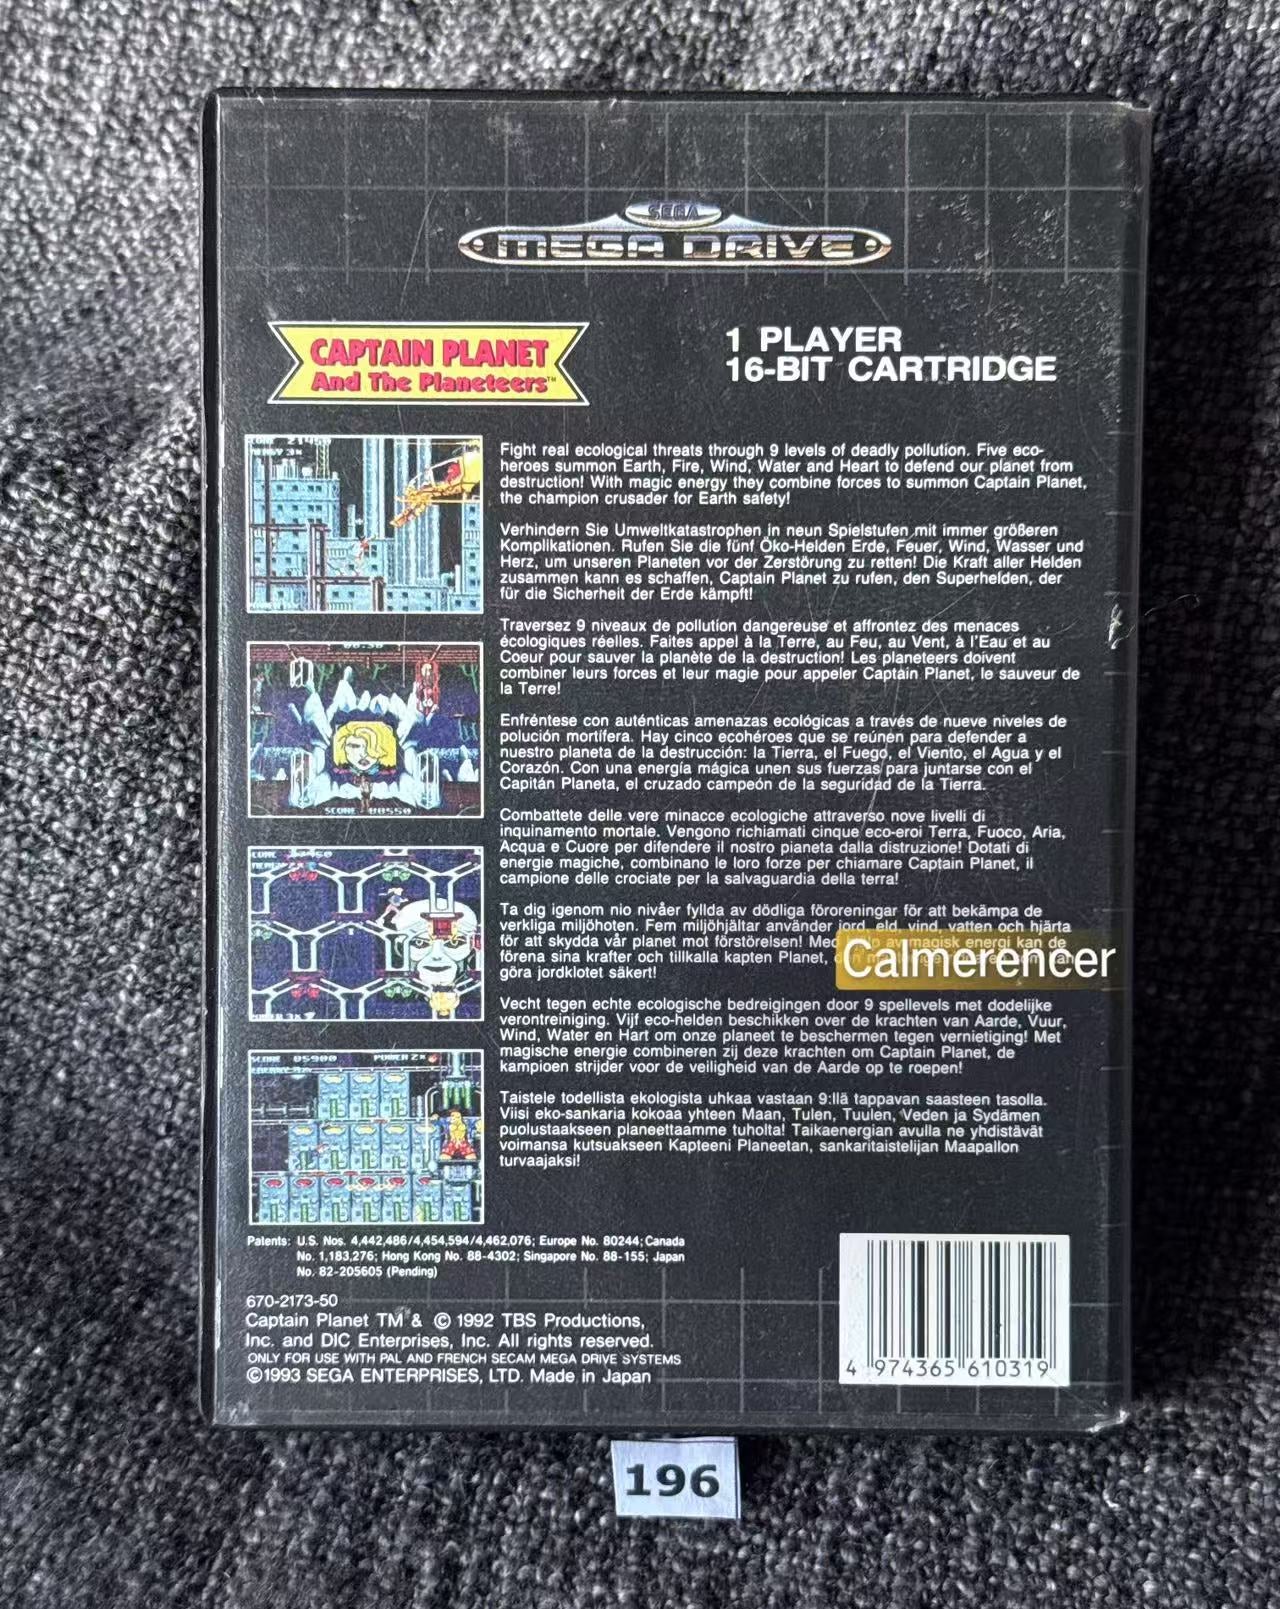 SEGA
MEGA DRIVE
CAPTAIN PLANET
And The Planeteers™
1 PLAYER
16-BIT CARTRIDGE
Fight real ecological threats through 9 levels of deadly pollution. Five eco-
heroes summon Earth, Fire, Wind, Water and Heart to defend our planet from
destruction! With magic energy they combine forces to summon Captain Planet,
the champion crusader for Earth safety!
Verhindern Sie Umweltkatastrophen in neun Spielstufen mit immer größeren
Komplikationen. Rufen Sie die fünf Öko-Helden Erde, Feuer, Wind, Wasser und
Herz, um unseren Planeten vor der Zerstörung zu retten! Die Kraft aller Helden
zusammen kann es schaffen, Captain Planet zu rufen, den Superhelden, der
für die Sicherheit der Erde kämpft!
Traversez 9 niveaux de pollution dangereuse et affrontez des menaces
écologiques réelles. Faites appel à la Terre, au Feu, au Vent, à l'Eau et au
Coeur pour sauver la planète de la destruction! Les planeteers doivent
combiner leurs forces et leur magie pour appeler Captain Planet, le sauveur de
la Terre!
Enfréntese con auténticas amenazas ecológicas a través de nueve niveles de
polución mortífera. Hay cinco ecohéroes que se reúnen para defender a
nuestro planeta de la destrucción: la Tierra, el Fuego, el Viento, el Agua y el
Corazón. Con una energía mágica unen sus fuerzas para juntarse con el
Capitán Planeta, el cruzado campeón de la seguridad de la Tierra.
Combattete delle vere minacce ecologiche attraverso nove livelli di
inquinamento mortale. Vengono richiamati cinque eco-eroi Terra, Fuoco, Aria,
Acqua e Cuore per difendere il nostro pianeta dalla distruzione! Dotati di
energie magiche, combinano le loro forze per chiamare Captain Planet, il
campione delle crociate per la salvaguardia della terra!
Ta dig igenom nio nivåer fyllda av dödliga föroreningar för att bekämpa de
verkliga miljöhoten. Fem miljöhjältar använder jord, eld, vind, vatten och hjärta
för att skydda vår planet mot förstörelsen! Med av magisk energi kan de
förena sina krafter och tillkalla kapten Planet,
göra jordklotet säkert!
Calmerencer
Vecht tegen echte ecologische bedreigingen door 9 spellevels met dodelijke
verontreiniging. Vijf eco-helden beschikken over de krachten van Aarde, Vuur,
Wind, Water en Hart om onze planeet te beschermen tegen vernietiging! Met
magische energie combineren zij deze krachten om Captain Planet, de
kampioen strijder voor de veiligheid van de Aarde op te roepen!
Taistele todellista ekologista uhkaa vastaan 9:llä tappavan saasteen tasolla.
Viisi eko-sankaria kokoaa yhteen Maan, Tulen, Tuulen, Veden ja Sydämen
puolustaakseen planeettaamme tuholta! Taikaenergian avulla ne yhdistävät
voimansa kutsuakseen Kapteeni Planeetan, sankaritaistelijan Maapallon
turvaajaksi!
SCORE 00550
SCORE 05900 POWER 2×
Patents: U.S. Nos. 4,442,486/4,454,594/4,462,076; Europe No. 80244; Canada
No. 1,183,276; Hong Kong No. 88-4302; Singapore No. 88-155; Japan
No. 82-205605 (Pending)
670-2173-50
Captain Planet TM & © 1992 TBS Productions,
Inc. and DIC Enterprises, Inc. All rights reserved.
ONLY FOR USE WITH PAL AND FRENCH SECAM MEGA DRIVE SYSTEMS
©1993 SEGA ENTERPRISES, LTD. Made in Japan
4 974365 610319
196